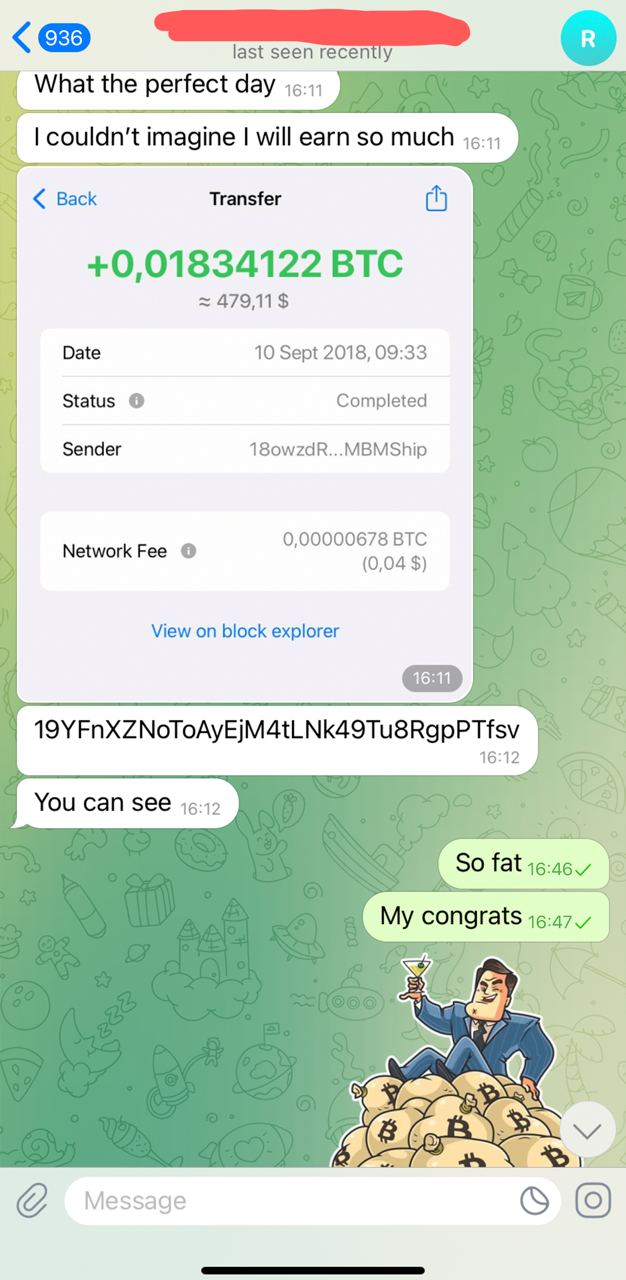 936
last seen recently
R
What the perfect day 16:11
I couldn't imagine I will earn so much 16:11
Back Transfer
+0,01834122 BTC
≈ 479,11 $
Date 10 Sept 2018, 09:33
Status Completed
Sender 18owzdR...MBMShip
Network Fee 0,00000678 BTC
(0,04 $)
View on block explorer
16:11
19YFnXZNoToAyEjM4tLNk49Tu8RgpPTfsv
16:12
You can see 16:12
So fat 16:46
My congrats 16:47
Message